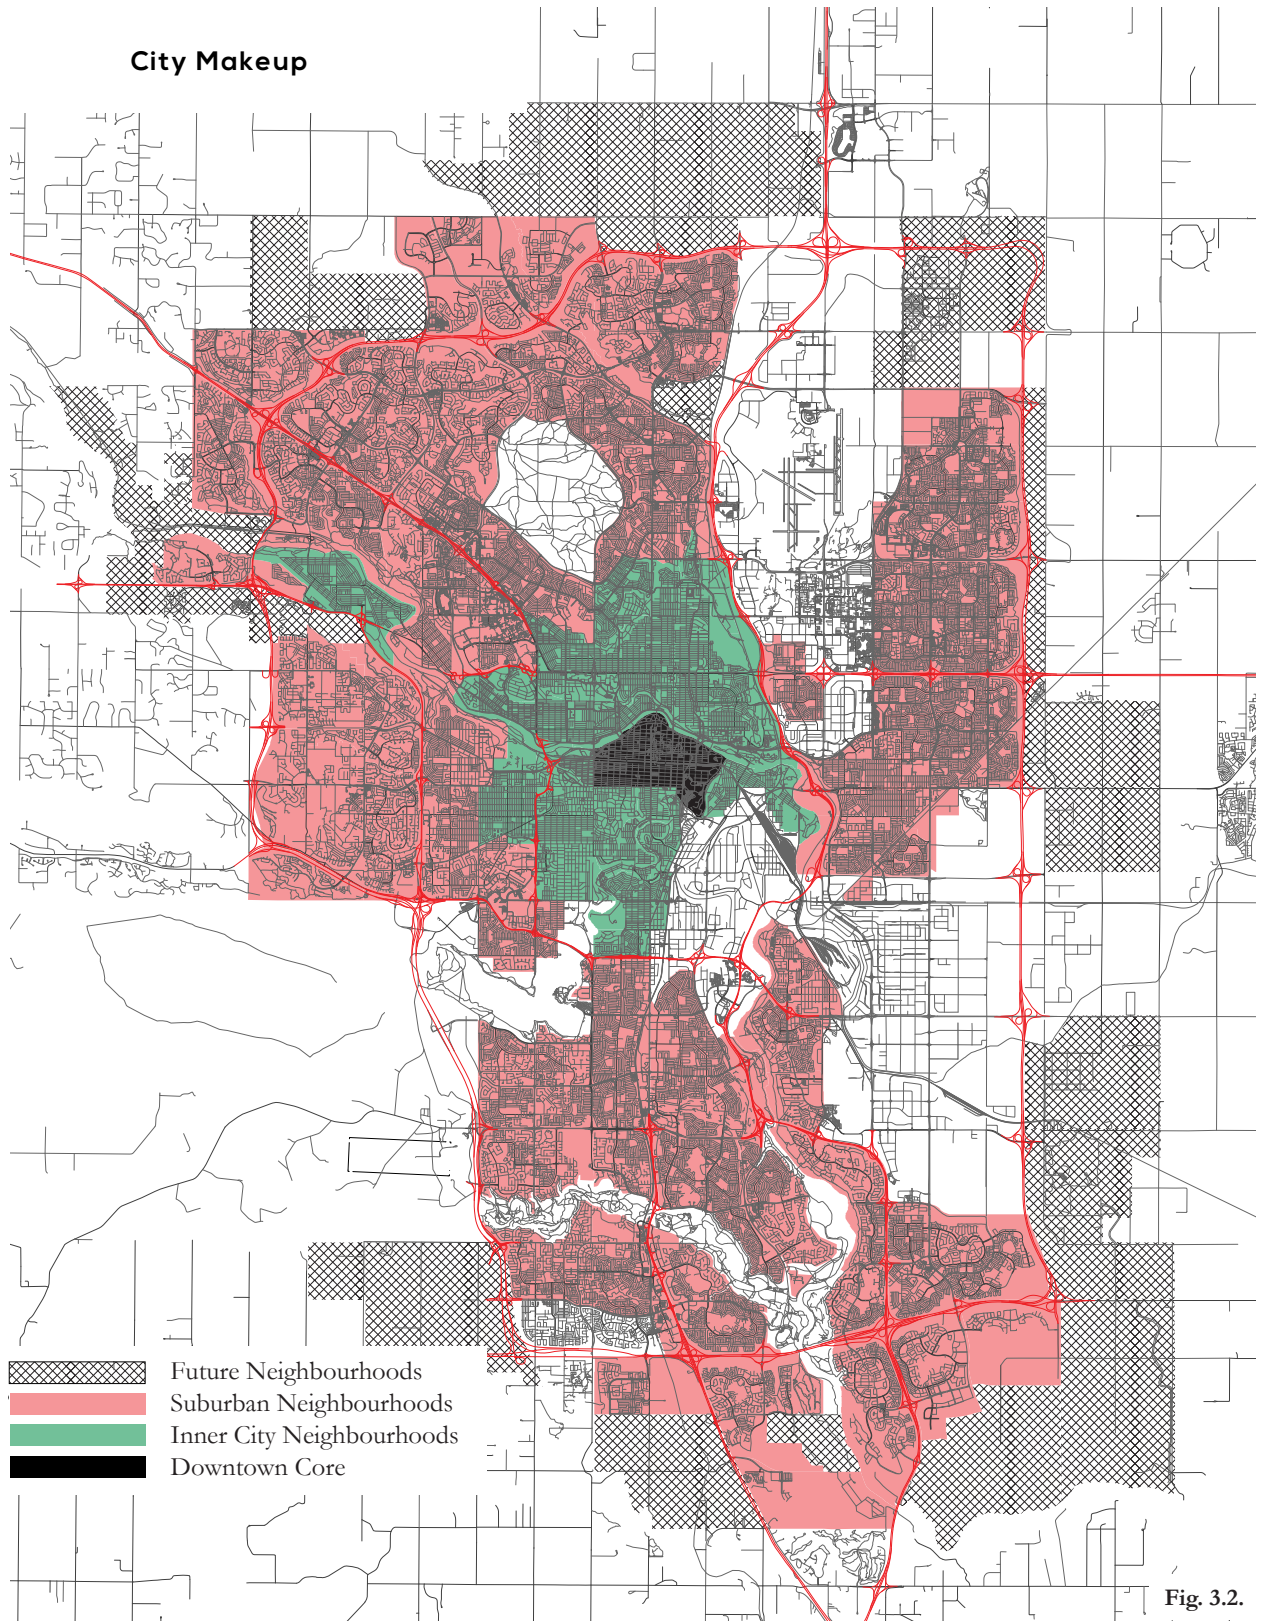 City Makeup
Future Neighbourhoods
Suburban Neighbourhoods
Inner City Neighbourhoods
Downtown Core
Fig. 3.2.